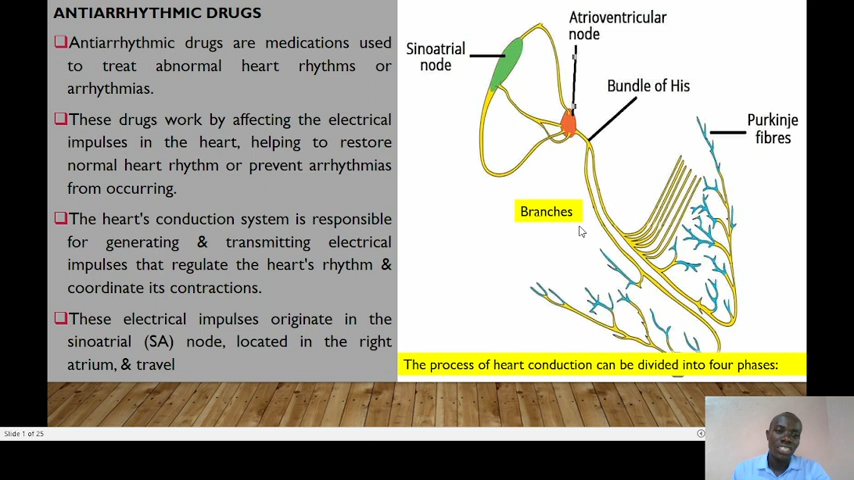 ANTIARRHYTHMIC DRUGS
❑Antiarrhythmic drugs are medications used
to treat abnormal heart rhythms or
arrhythmias.
❑These drugs work by affecting the electrical
impulses in the heart, helping to restore
normal heart rhythm or prevent arrhythmias
from occurring.
❑The heart's conduction system is responsible
for generating & transmitting electrical
impulses that regulate the heart's rhythm &
coordinate its contractions.
❑These electrical impulses originate in the
sinoatrial (SA) node, located in the right
atrium, & travel
Sinoatrial
node
Atrioventricular
node
Bundle of His
Purkinje
fibres
Branches
The process of heart conduction can be divided into four phases:
Slide 1 of 25